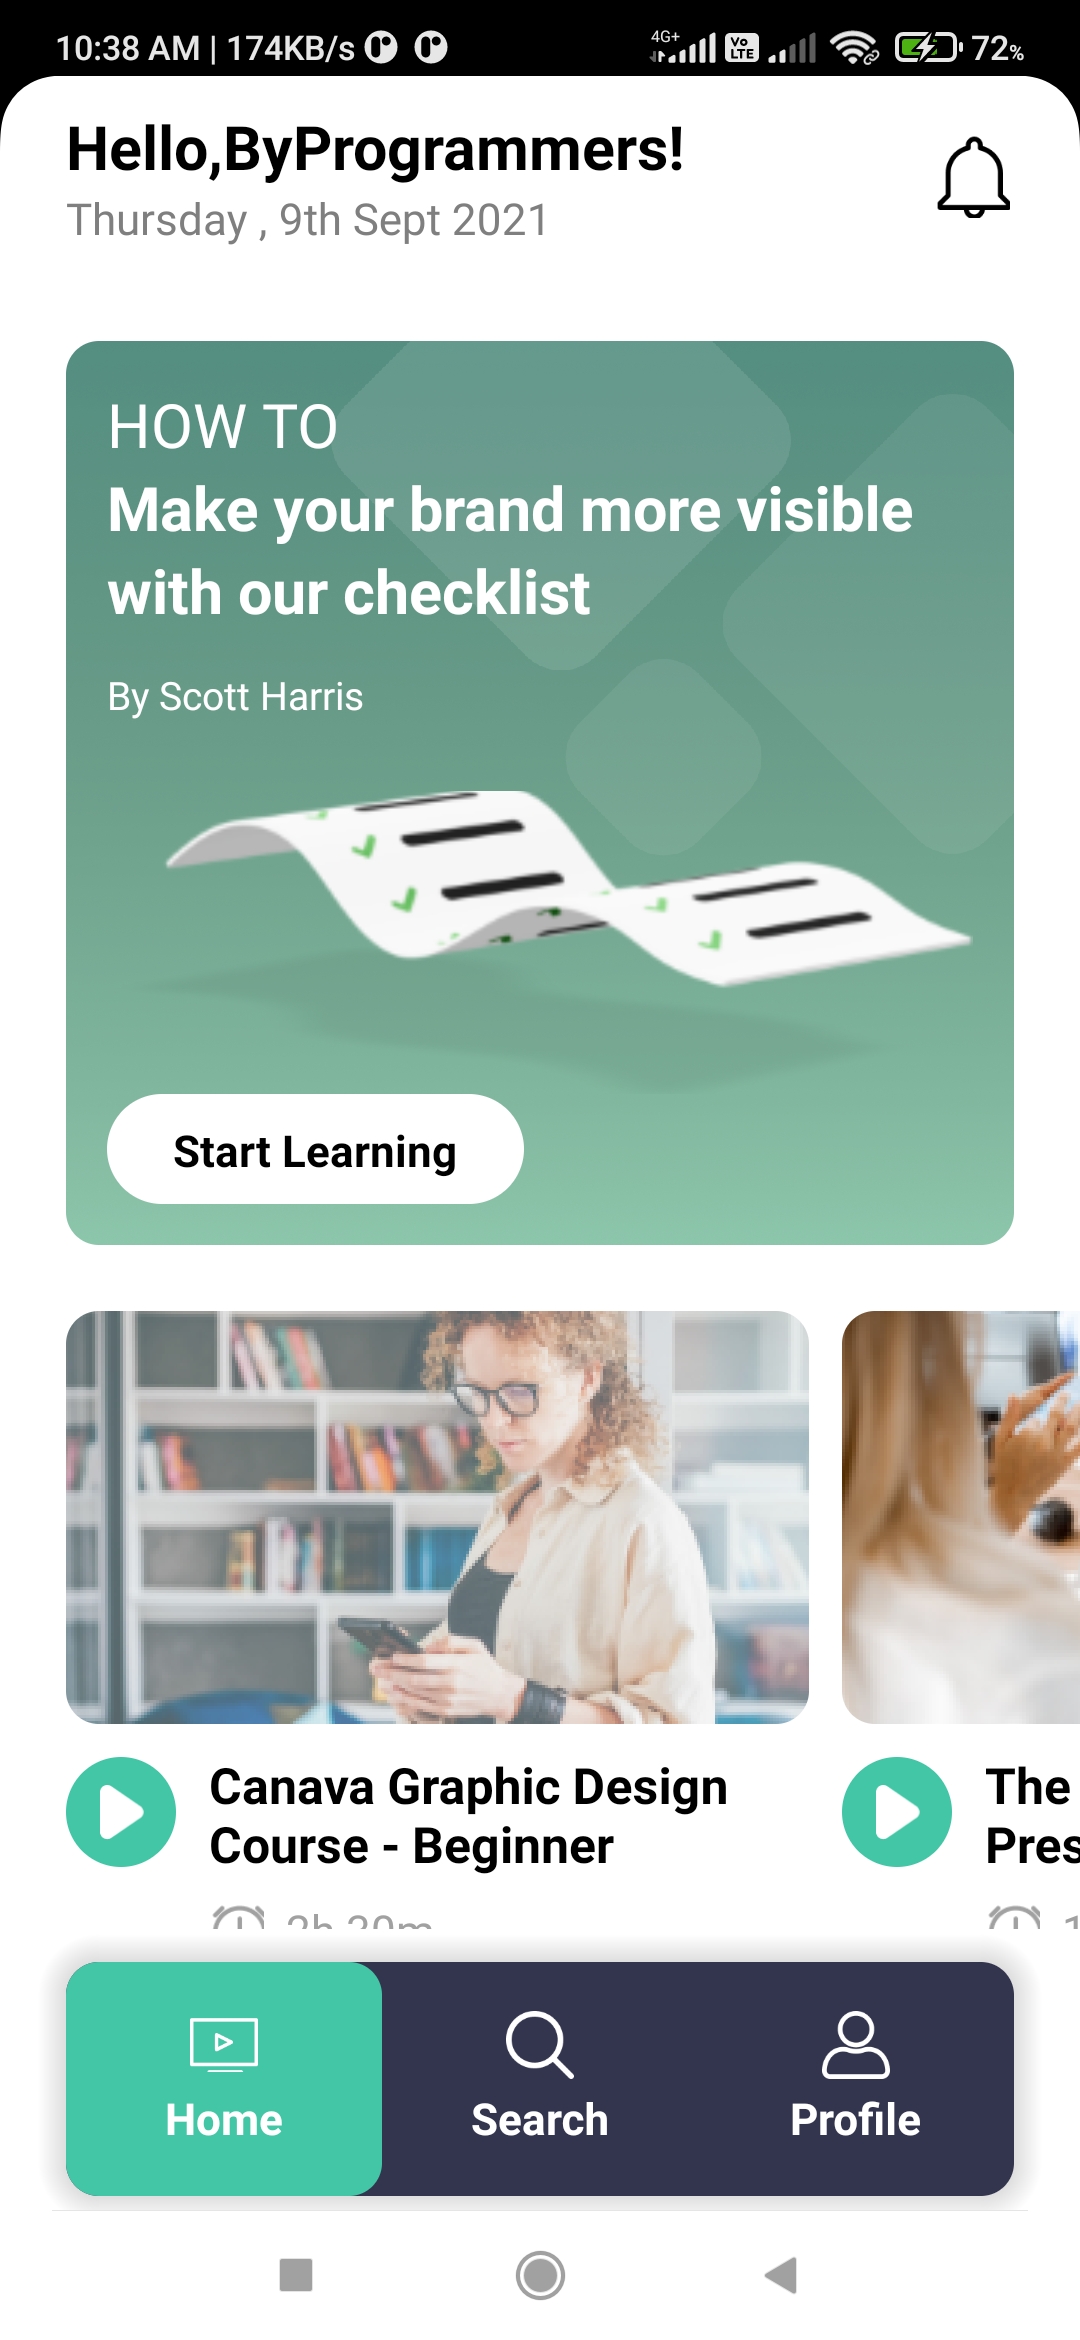 10:38 AM | 174KB/s
4G+
Vo
LTE
72%
Hello,ByProgrammers!
Thursday , 9th Sept 2021
HOW TO
Make your brand more visible
with our checklist
By Scott Harris
Start Learning
Canava Graphic Design
Course - Beginner
The
Pres
Home
Search
Profile